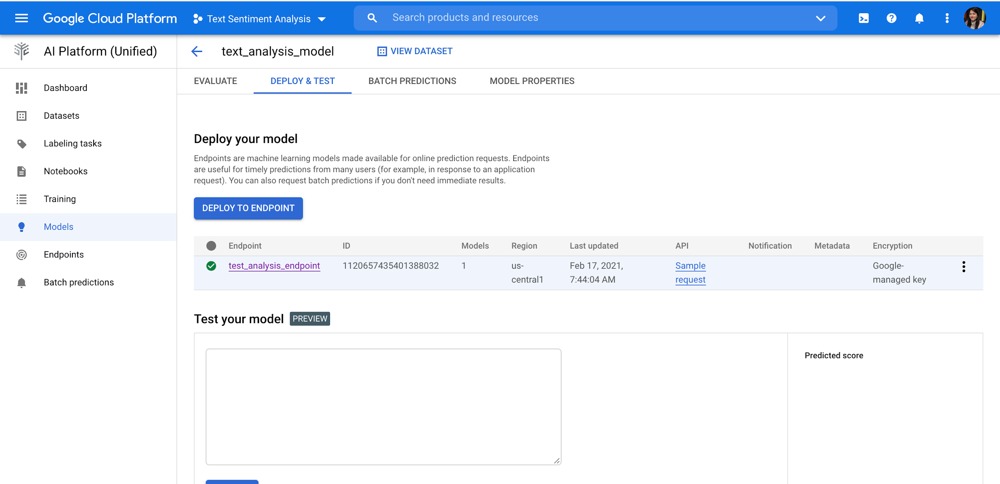 Google Cloud Platform
Text Sentiment Analysis
Search products and resources
AI Platform (Unified)
text_analysis_model
VIEW DATASET
Dashboard
Datasets
Labeling tasks
Notebooks
Training
Models
Endpoints
Batch predictions
EVALUATE
DEPLOY & TEST
BATCH PREDICTIONS
MODEL PROPERTIES
Deploy your model
Endpoints are machine learning models made available for online prediction requests. Endpoints
are useful for timely predictions from many users (for example, in response to an application
request). You can also request batch predictions if you don't need immediate results.
DEPLOY TO ENDPOINT
Endpoint ID Models Region Last updated API Notification Metadata Encryption
test_analysis_endpoint 1120657435401388032 1 us- Feb 17, 2021, Sample Google-
central1 7:44:04 AM request managed key
Test your model PREVIEW
Predicted score